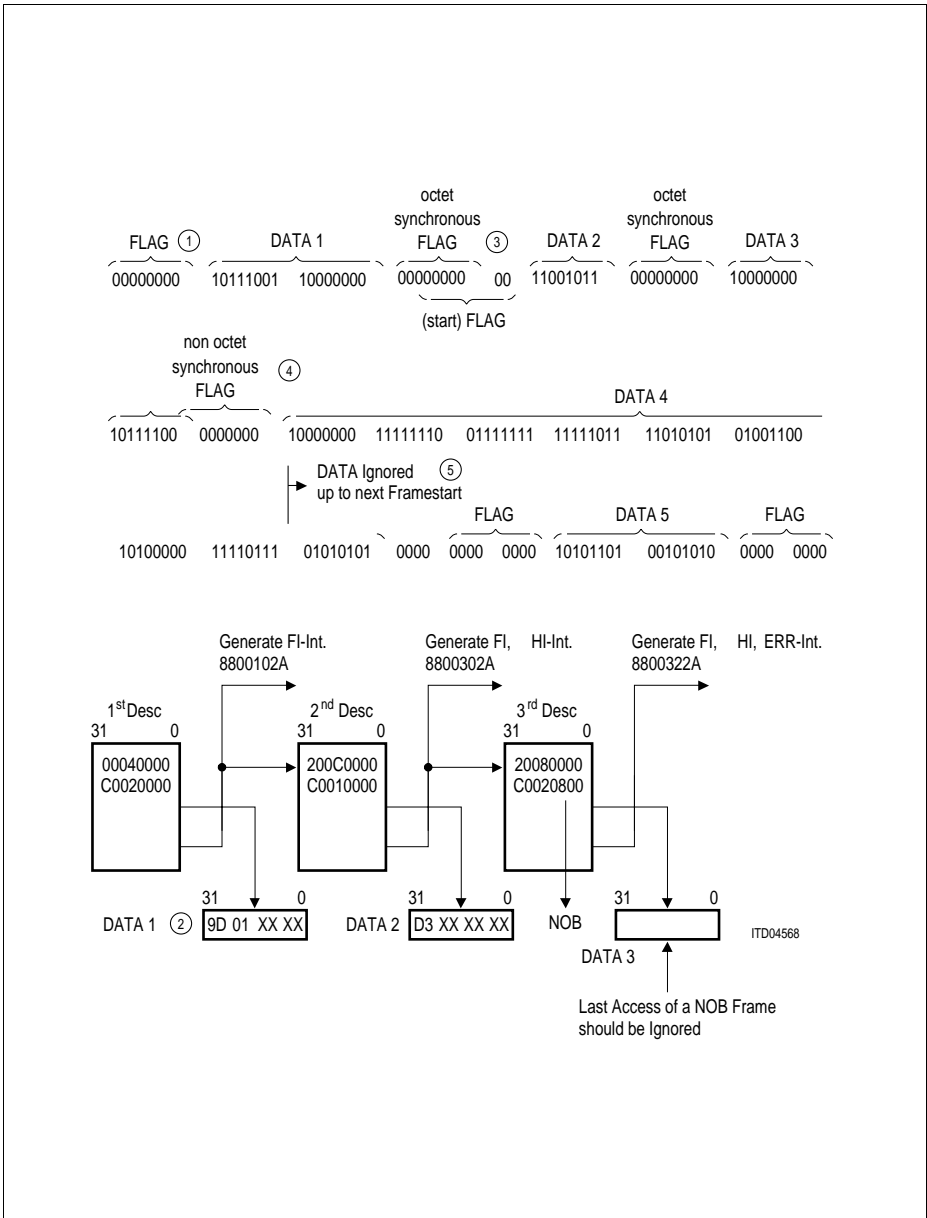 octet octet
synchronous synchronous
FLAG 1 DATA 1 FLAG 3 DATA 2 FLAG DATA 3
00000000 10111001 10000000 00000000 00 11001011 00000000 10000000
(start) FLAG
non octet
synchronous 4
FLAG DATA 4
10111100 0000000 10000000 11111110 01111111 11111011 11010101 01001100
DATA Ignored 5
up to next Framestart
FLAG DATA 5 FLAG
10100000 11110111 01010101 0000 0000 0000 10101101 00101010 0000 0000
Generate FI-Int. Generate FI, HI-Int. Generate FI, HI, ERR-Int.
8800102A 8800302A 8800322A
1st Desc 2nd Desc 3rd Desc
31 0 31 0 31 0
00040000 200C0000 20080000
C0020000 C0010000 C0020800
31 0 31 0 31 0
DATA 1 2 9D 01 XX XX DATA 2 D3 XX XX XX NOB ITD04568
DATA 3
Last Access of a NOB Frame
should be Ignored